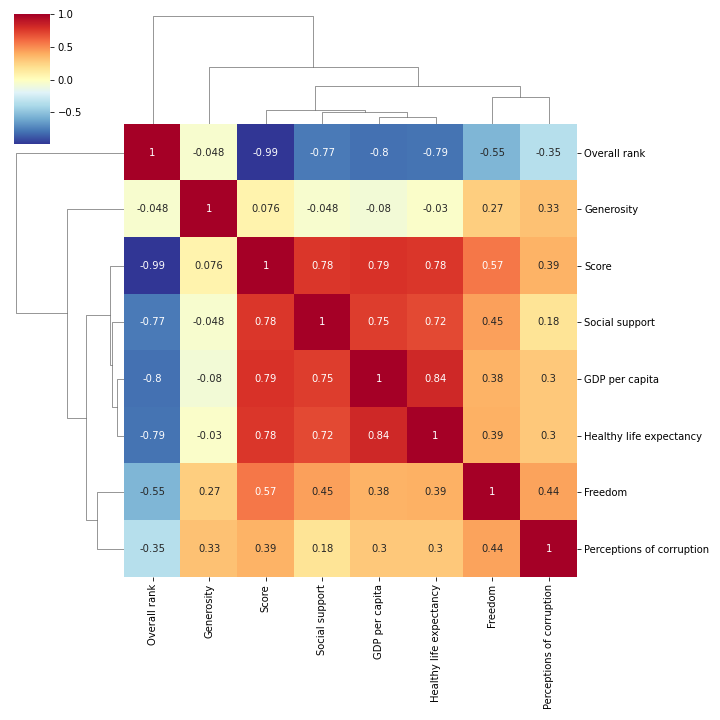 1.0
0.5
0.0
−0.5
1 -0.048 -0.99 -0.77 -0.8 -0.79 -0.55 -0.35 Overall rank
-0.048 1 0.076 -0.048 -0.08 -0.03 0.27 0.33 Generosity
-0.99 0.076 1 0.78 0.79 0.78 0.57 0.39 Score
-0.77 -0.048 0.78 1 0.75 0.72 0.45 0.18 Social support
-0.8 -0.08 0.79 0.75 1 0.84 0.38 0.3 GDP per capita
-0.79 -0.03 0.78 0.72 0.84 1 0.39 0.3 Healthy life expectancy
-0.55 0.27 0.57 0.45 0.38 0.39 1 0.44 Freedom
-0.35 0.33 0.39 0.18 0.3 0.3 0.44 1 Perceptions of corruption
Overall rank
Generosity
Score
Social support
GDP per capita
Healthy life expectancy
Freedom
Perceptions of corruption